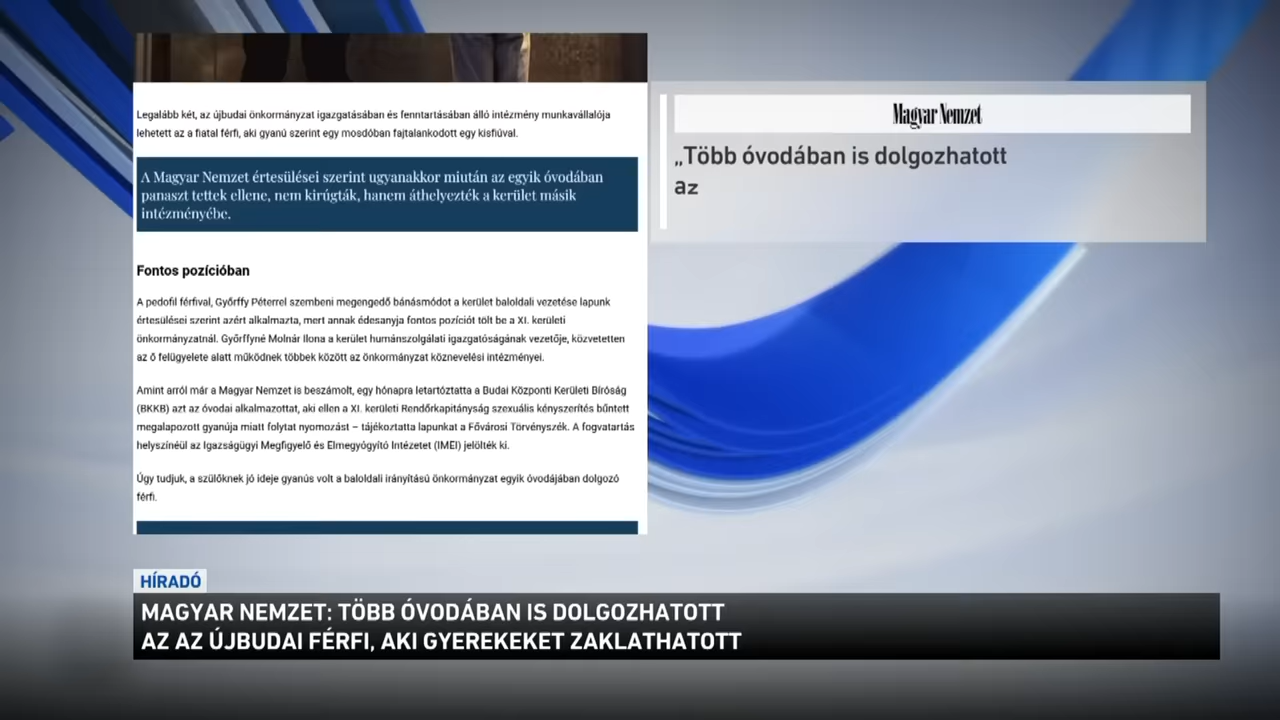 Legalább két, az újbudai önkormányzat igazgatásában és fenntartásában álló intézmény munkavállalója
lehetett az a fiatal férfi, aki gyanú szerint egy mosdóban fajtalankodott egy kisfiúval.
A Magyar Nemzet értesülései szerint ugyanakkor miután az egyik óvodában
panaszt tettek ellene, nem kirúgták, hanem áthelyezték a kerület másik
intézményébe.
Fontos pozícióban
A pedofil férfival, Győrffy Péterrel szembeni megengedő bánásmódot a kerület baloldali vezetése lapunk
értesülései szerint azért alkalmazta, mert annak édesanyja fontos pozíciót tölt be a XI. kerületi
önkormányzatnál. Győrffyné Molnár Ilona a kerület humánszolgálati igazgatóságának vezetője, közvetetten
az ő felügyelete alatt működnek többek között az önkormányzat köznevelési intézményei.
Amint arról már a Magyar Nemzet is beszámolt, egy hónapra letartóztatta a Budai Központi Kerületi Bíróság
(BKKB) azt az óvodai alkalmazottat, aki ellen a XI. kerületi Rendőrkapitányság szexuális kényszerítés bűntett
megalapozott gyanúja miatt folytat nyomozást – tájékoztatta lapunkat a Fővárosi Törvényszék. A fogvatartás
helyszínéül az Igazságügyi Megfigyelő és Elmegyógyító Intézetet (IMEI) jelölték ki.
Úgy tudjuk, a szülőknek jó ideje gyanús volt a baloldali irányítású önkormányzat egyik óvodájában dolgozó
férfi.
Magyar Nemzet
„Több óvodában is dolgozhatott
az
HÍRADÓ
MAGYAR NEMZET: TÖBB ÓVODÁBAN IS DOLGOZHATOTT
AZ AZ ÚJBUDAI FÉRFI, AKI GYEREKEKET ZAKLATHATOTT